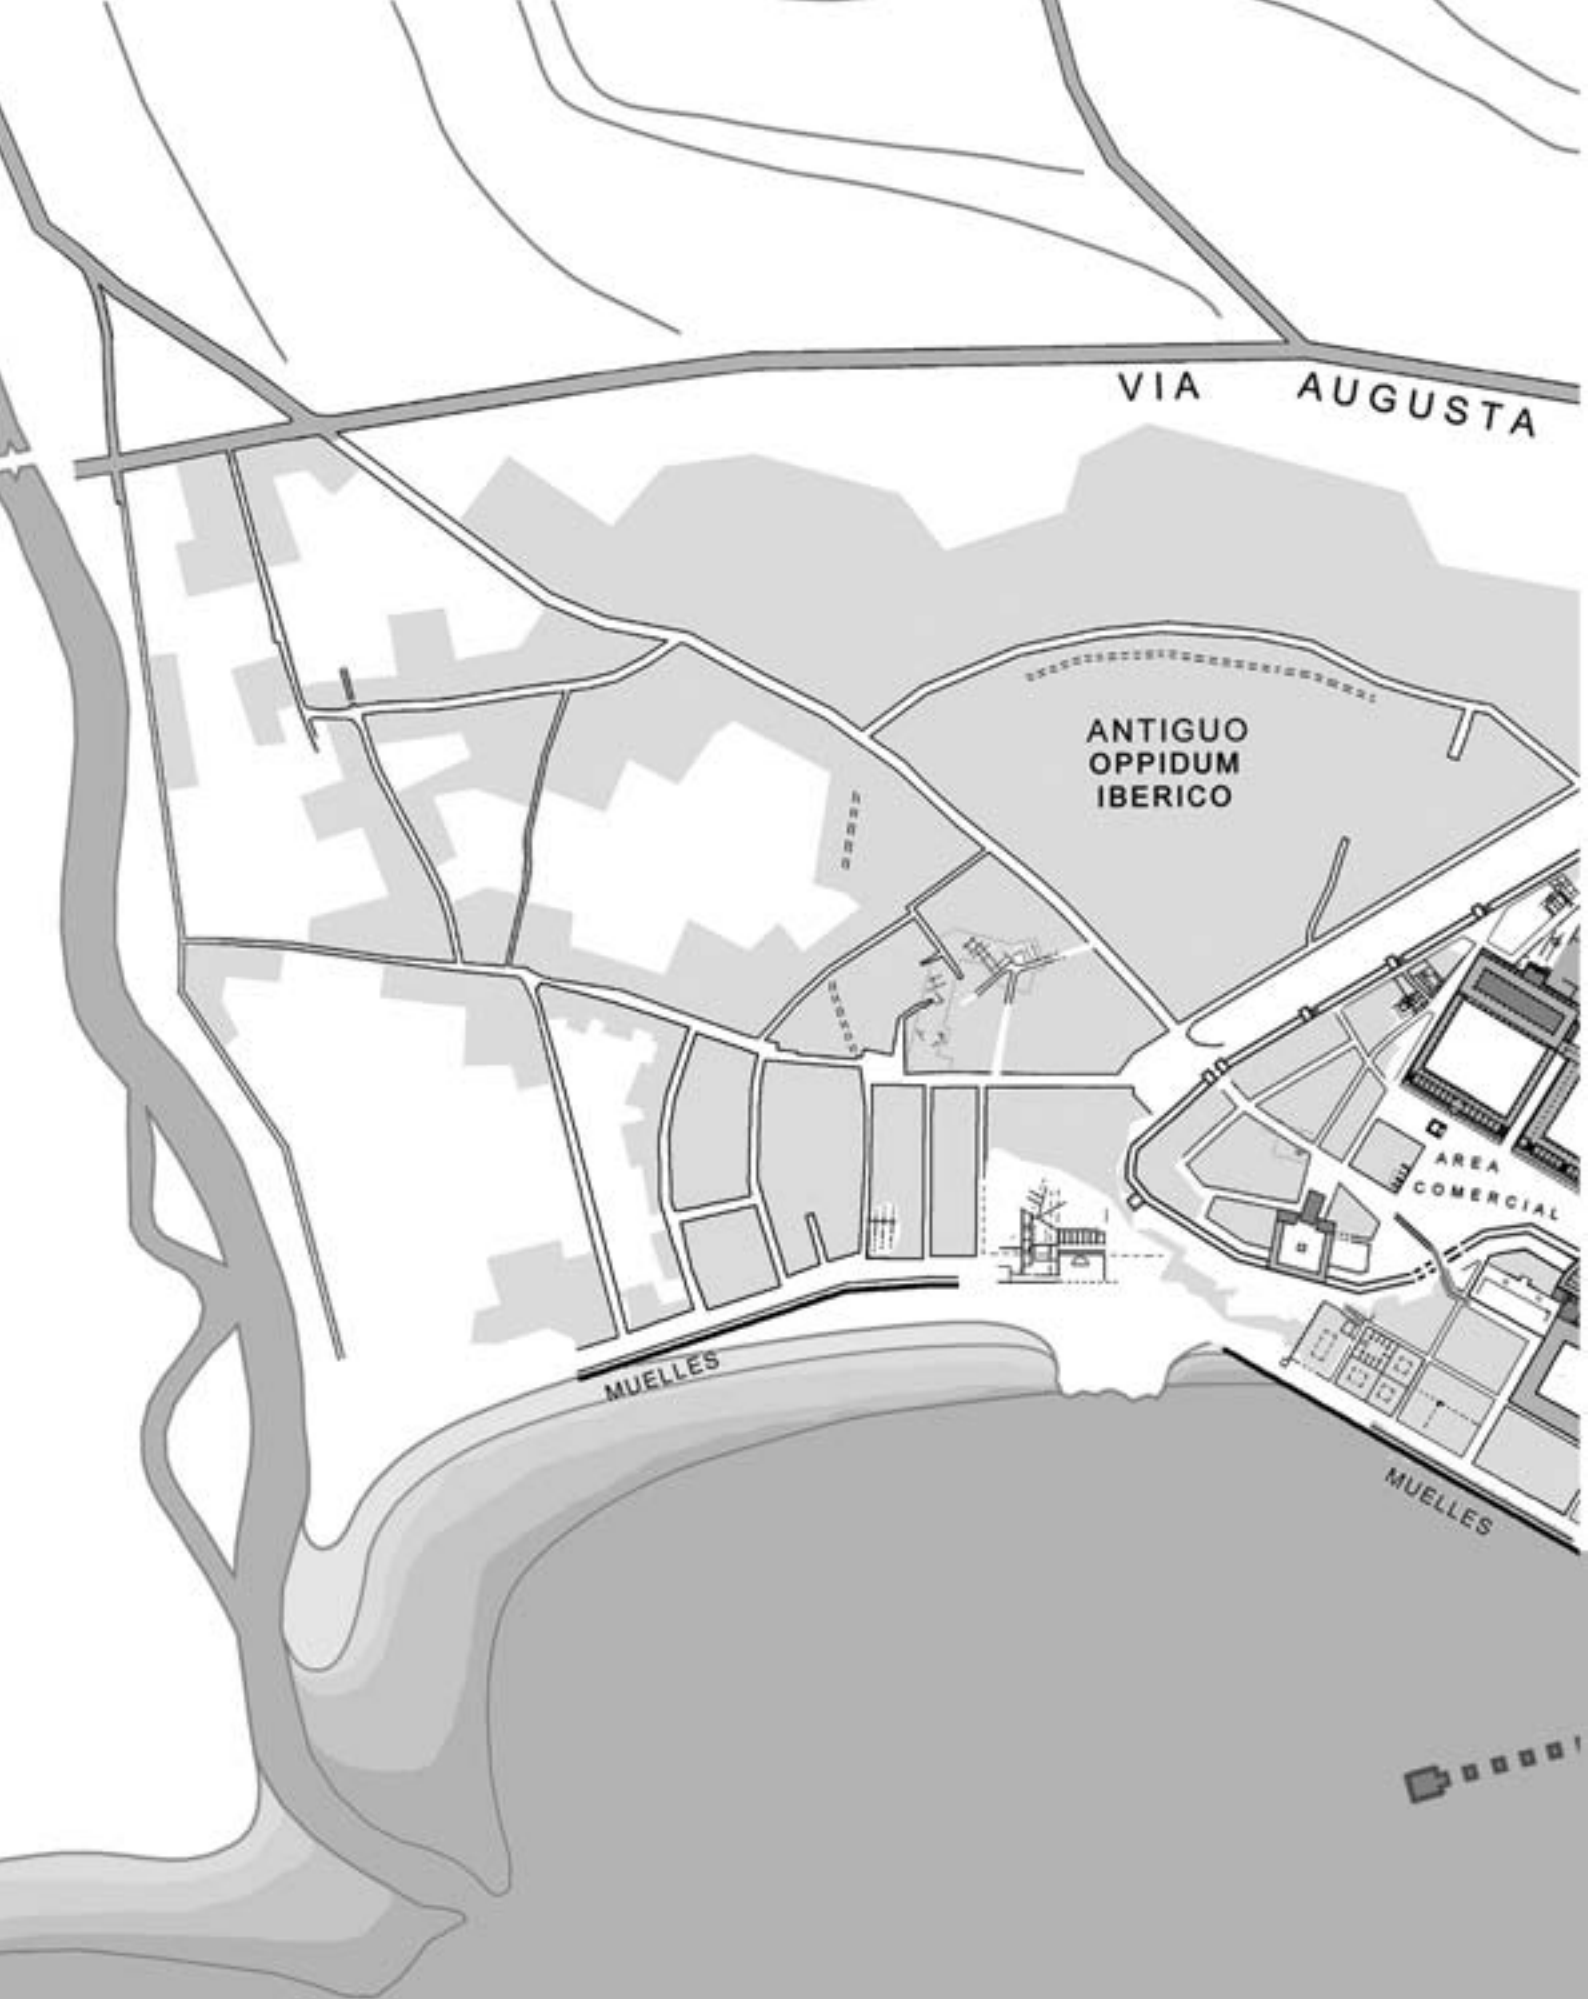 VIA AUGUSTA
ANTIGUO
OPPIDUM
IBERICO
AREA
COMERCIAL
MUELLES
MUELLES